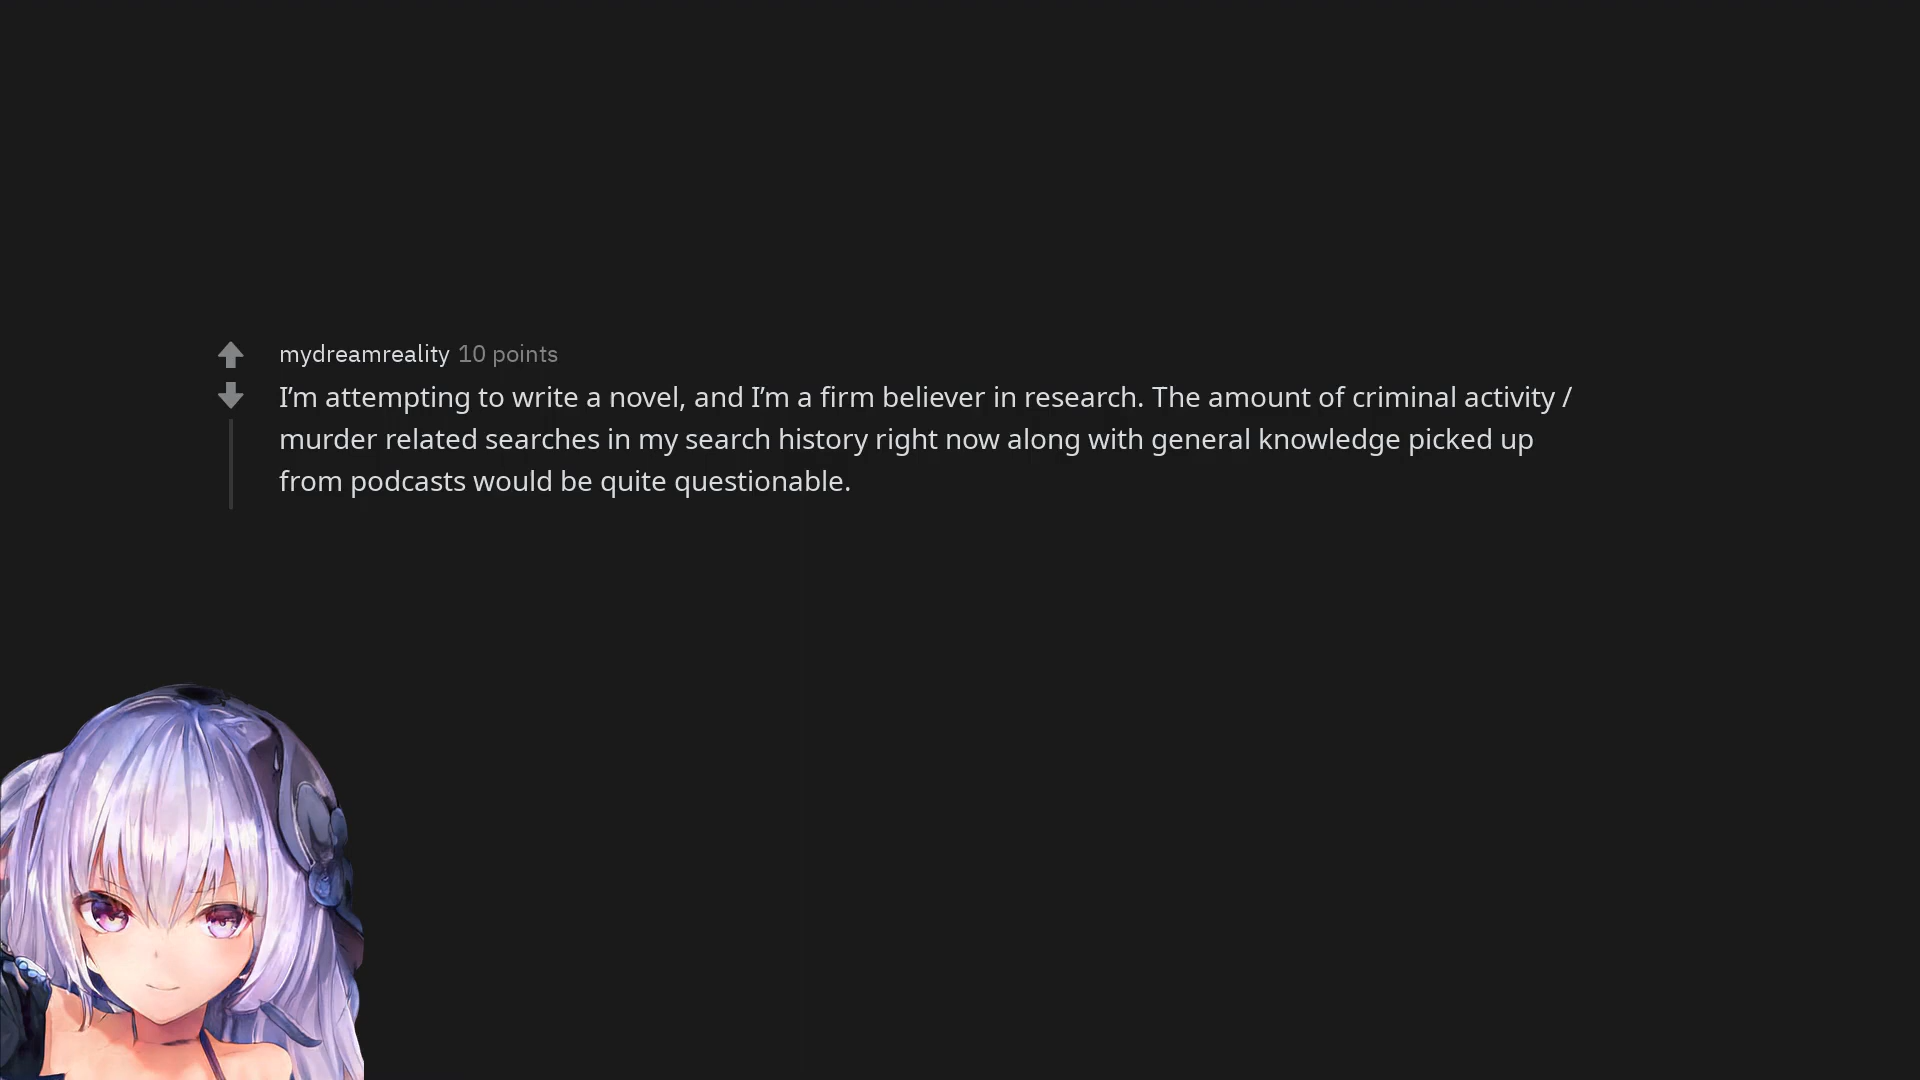 mydreamreality 10 points
I’m attempting to write a novel, and I’m a firm believer in research. The amount of criminal activity /
murder related searches in my search history right now along with general knowledge picked up
from podcasts would be quite questionable.